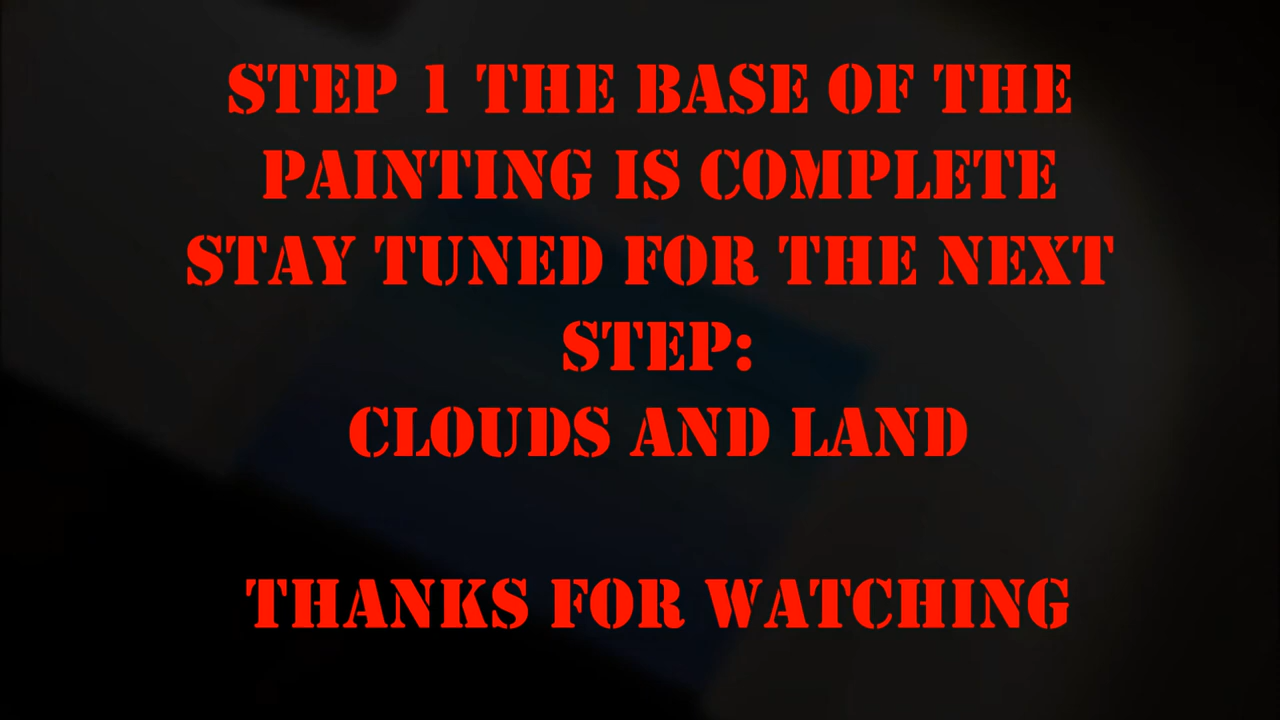 STEP 1 THE BASE OF THE
PAINTING IS COMPLETE
STAY TUNED FOR THE NEXT
STEP:
CLOUDS AND LAND
THANKS FOR WATCHING